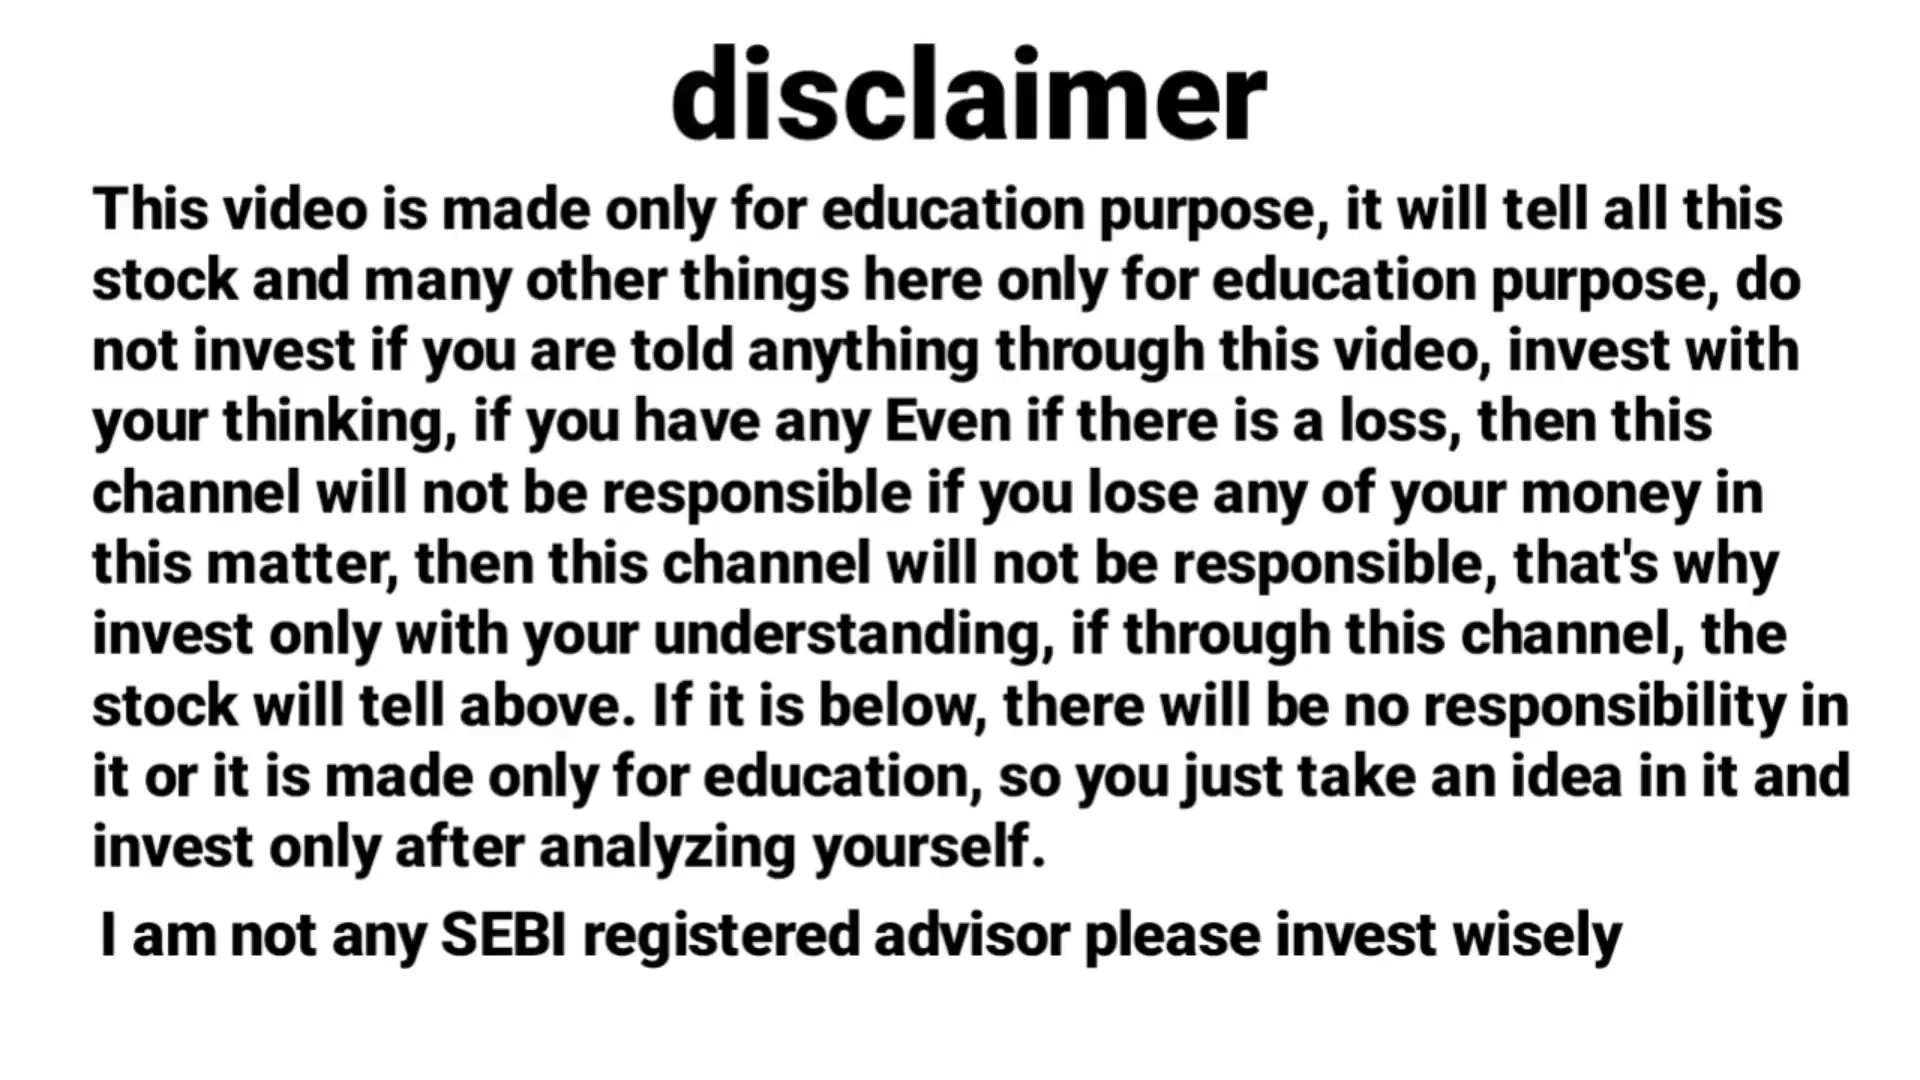 disclaimer
This video is made only for education purpose, it will tell all this
stock and many other things here only for education purpose, do
not invest if you are told anything through this video, invest with
your thinking, if you have any Even if there is a loss, then this
channel will not be responsible if you lose any of your money in
this matter, then this channel will not be responsible, that's why
invest only with your understanding, if through this channel, the
stock will tell above. If it is below, there will be no responsibility in
it or it is made only for education, so you just take an idea in it and
invest only after analyzing yourself.
I am not any SEBI registered advisor please invest wisely